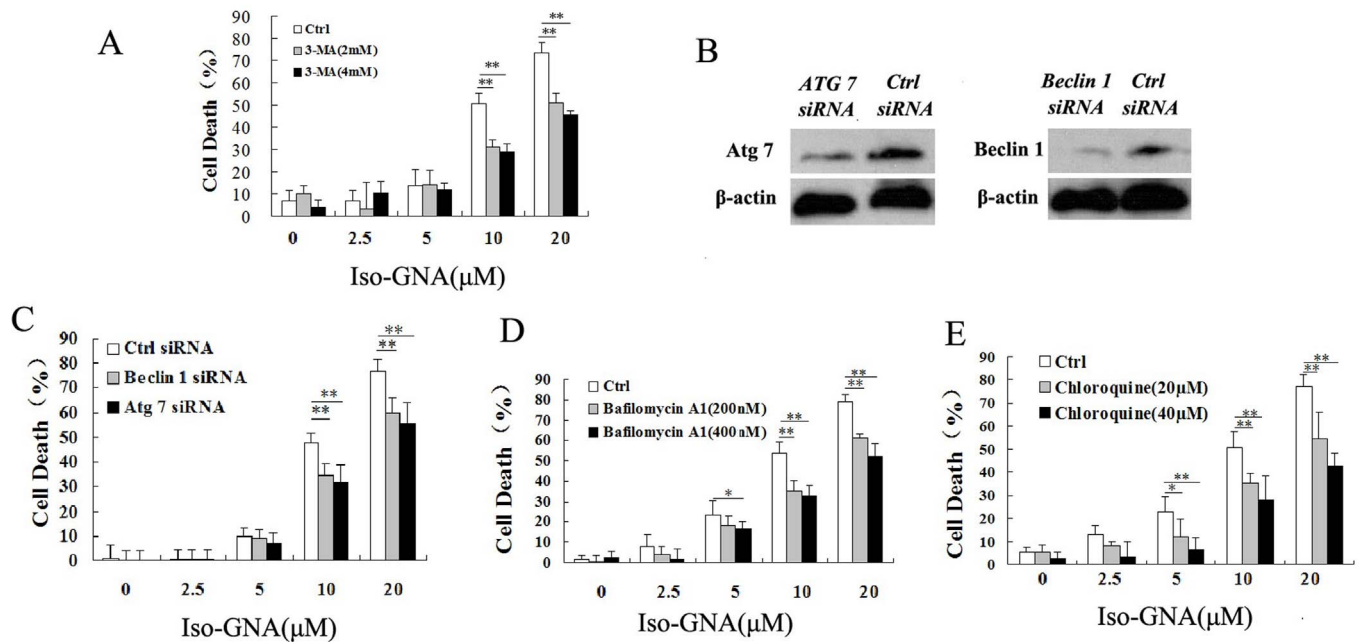 A
90
80
70
60
50
40
30
20
10
0
Cell Death (%)
Ctrl
3-MA(2mM)
3-MA(4mM)
**
**
**
**
0 2.5 5 10 20
Iso-GNA(μM)
B
ATG 7 Ctrl
siRNA siRNA
Atg 7
β-actin
Beclin 1 Ctrl
siRNA siRNA
Beclin 1
β-actin
C
90
80
70
60
50
40
30
20
10
0
Cell Death (%)
Ctrl siRNA
Beclin 1 siRNA
Atg 7 siRNA
**
**
**
**
0 2.5 5 10 20
Iso-GNA(μM)
D
90
80
70
60
50
40
30
20
10
0
Cell Death (%)
Ctrl
Bafilomycin A1(200nM)
Bafilomycin A1(400nM)
*
**
**
**
**
0 2.5 5 10 20
Iso-GNA(μM)
E
90
80
70
60
50
40
30
20
10
0
Cell Death (%)
Ctrl
Chloroquine(20μM)
Chloroquine(40μM)
**
*
**
**
**
**
0 2.5 5 10 20
Iso-GNA(μM)